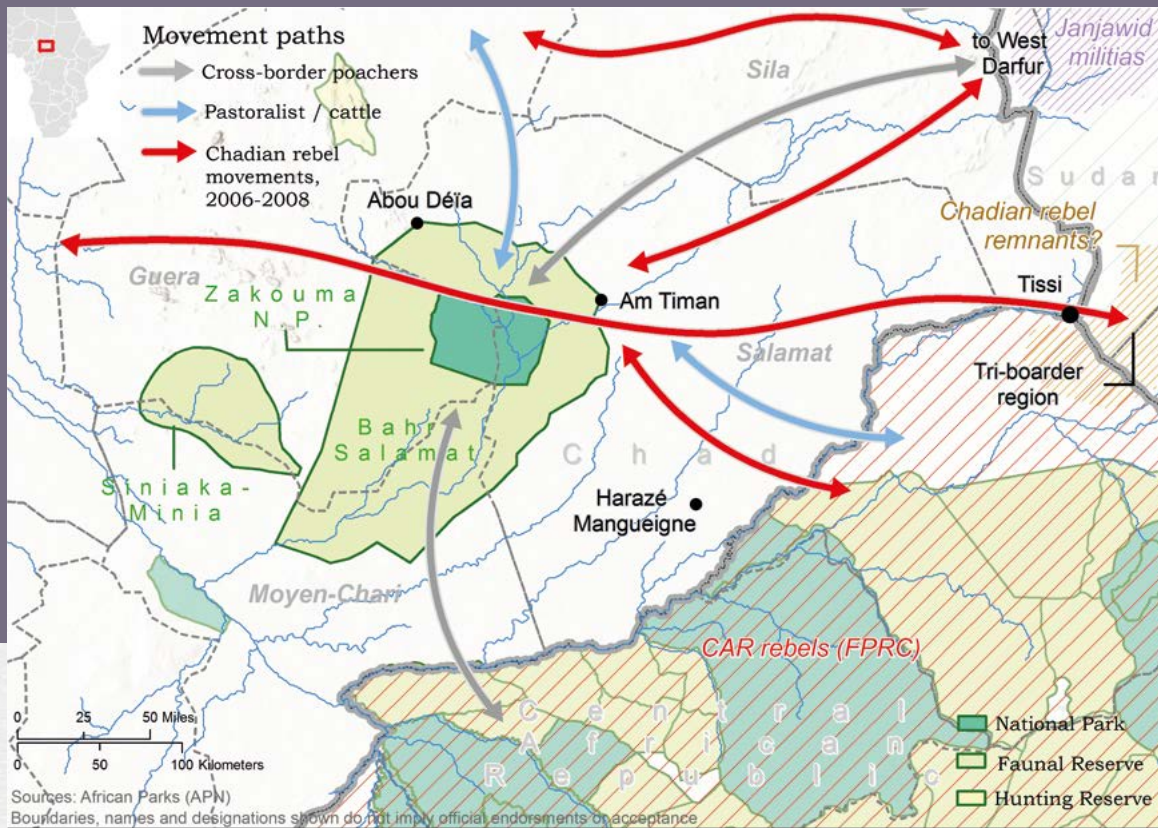 Movement paths
Cross-border poachers
Pastoralist / cattle
Chadian rebel
movements,
2006-2008
to West
Darfur
Janjawid
militias
Sila
Sudan
Abou Déïa
Chadian rebel
remnants?
Guera
Zakouma
N.P.
Am Timan
Tissi
Salamat
Tri-boarder
region
Bahr
Salamat
Chad
Siniaka-
Minia
Harazé
Mangueigne
Moyen-Chari
CAR rebels (FPRC)
Central
African
Republic
National Park
Faunal Reserve
Hunting Reserve
0 25 50 Miles
0 50 100 Kilometers
Sources: African Parks (APN)
Boundaries, names and designations shown do not imply official endorsments or acceptance